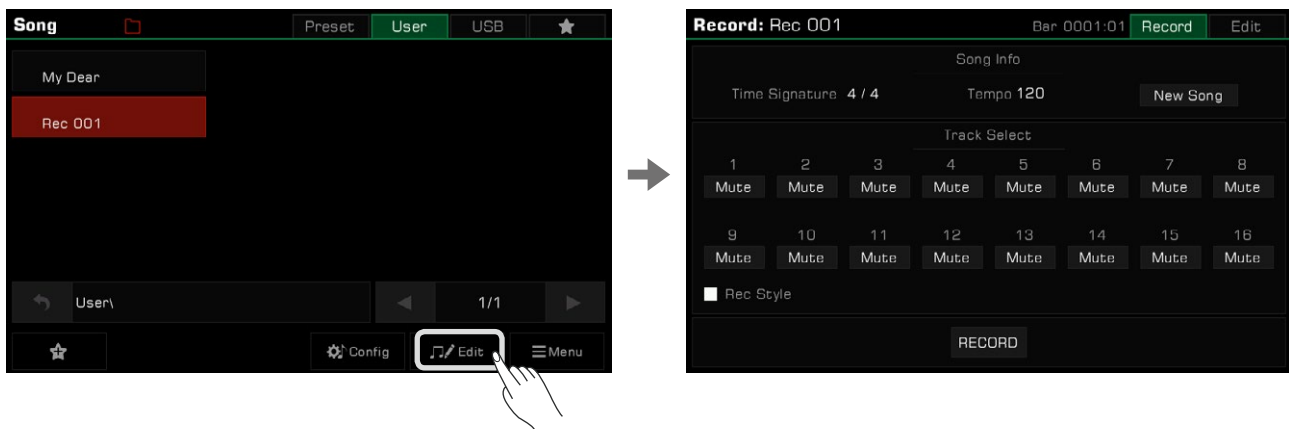 Song Preset User USB
My Dear
Rec 001
User\ 1/1
Config Edit Menu
Record: Rec 001 Bar 0001:01 Record Edit
Song Info
Time Signature 4 / 4 Tempo 120 New Song
Track Select
1 2 3 4 5 6 7 8
Mute Mute Mute Mute Mute Mute Mute Mute
9 10 11 12 13 14 15 16
Mute Mute Mute Mute Mute Mute Mute Mute
Rec Style
RECORD